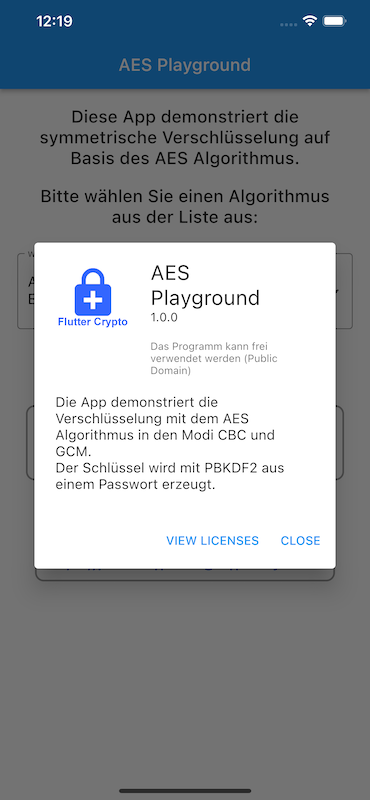 12:19
AES Playground
Diese App demonstriert die
symmetrische Verschlüsselung auf
Basis des AES Algorithmus.
Bitte wählen Sie einen Algorithmus
aus der Liste aus:
AES
Playground
1.0.0
Flutter Crypto
Das Programm kann frei
verwendet werden (Public
Domain)
Die App demonstriert die
Verschlüsselung mit dem AES
Algorithmus in den Modi CBC und
GCM.
Der Schlüssel wird mit PBKDF2 aus
einem Passwort erzeugt.
VIEW LICENSES CLOSE